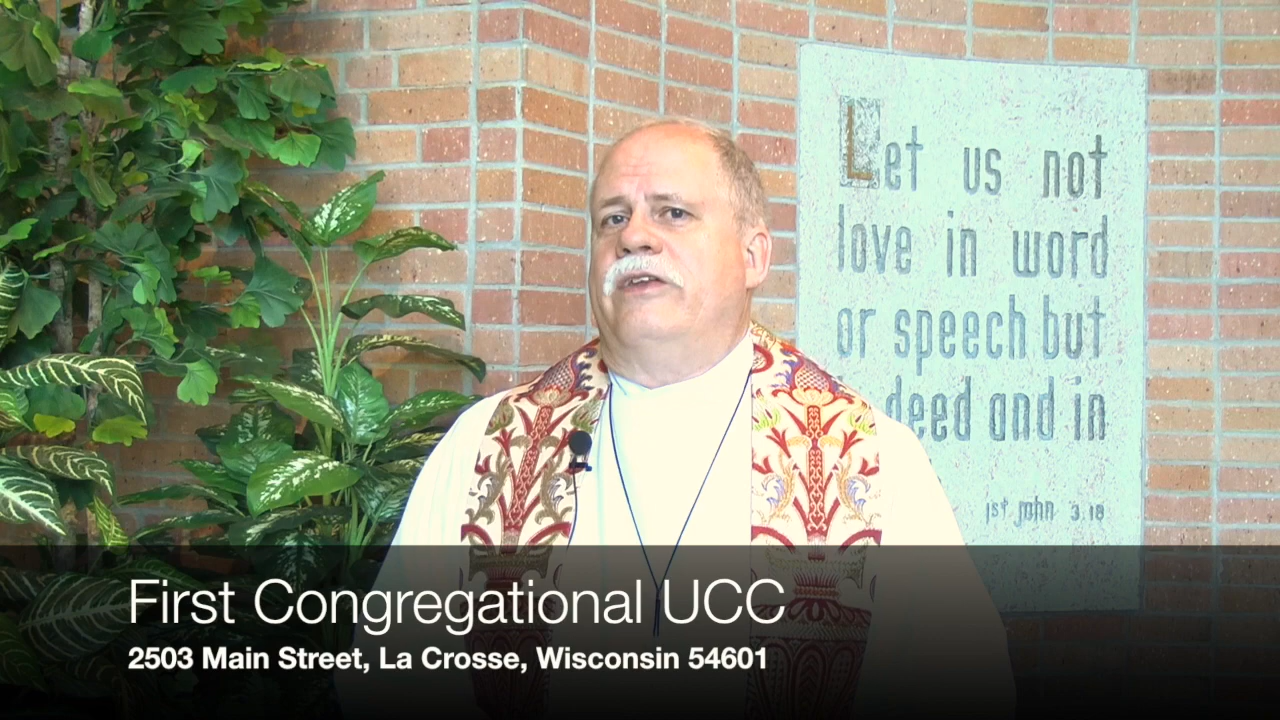 Let us not
love in word
or speech but
deed and in
1st John 3.18
First Congregational UCC
2503 Main Street, La Crosse, Wisconsin 54601